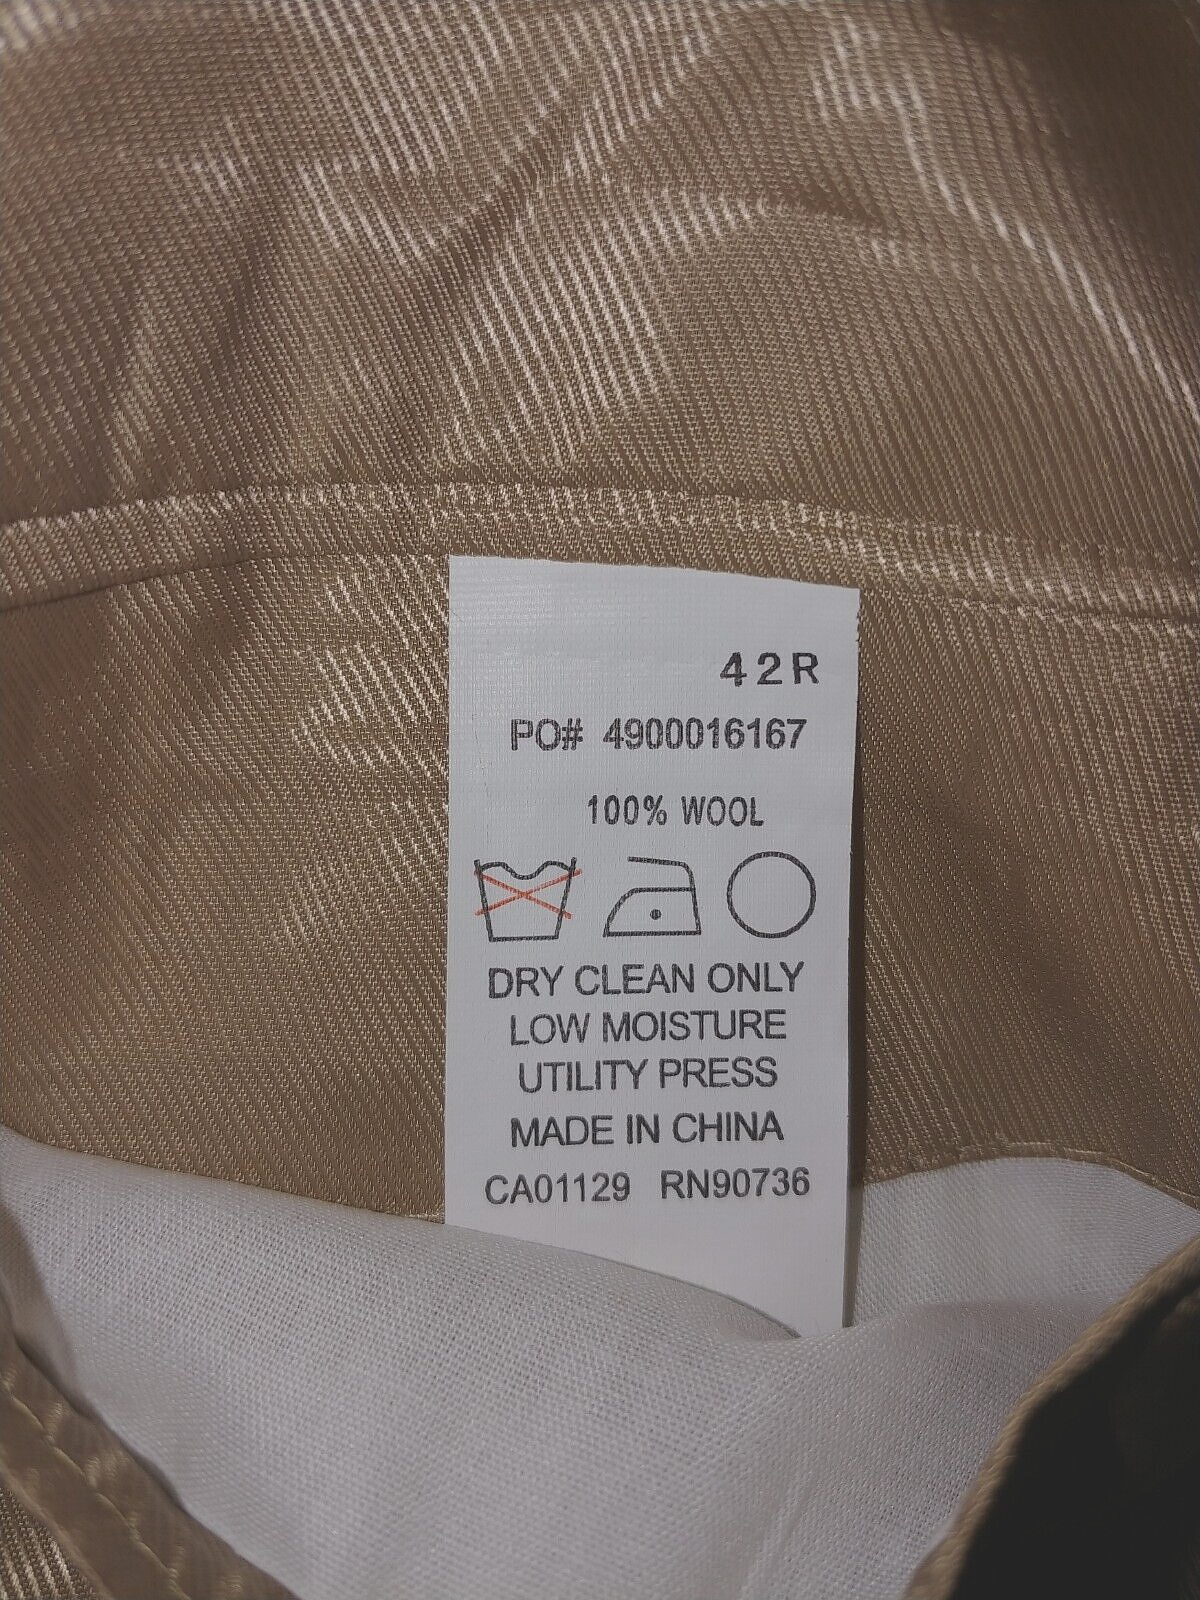 42R
PO# 4900016167
100% WOOL
DRY CLEAN ONLY
LOW MOISTURE
UTILITY PRESS
MADE IN CHINA
CA01129 RN90736